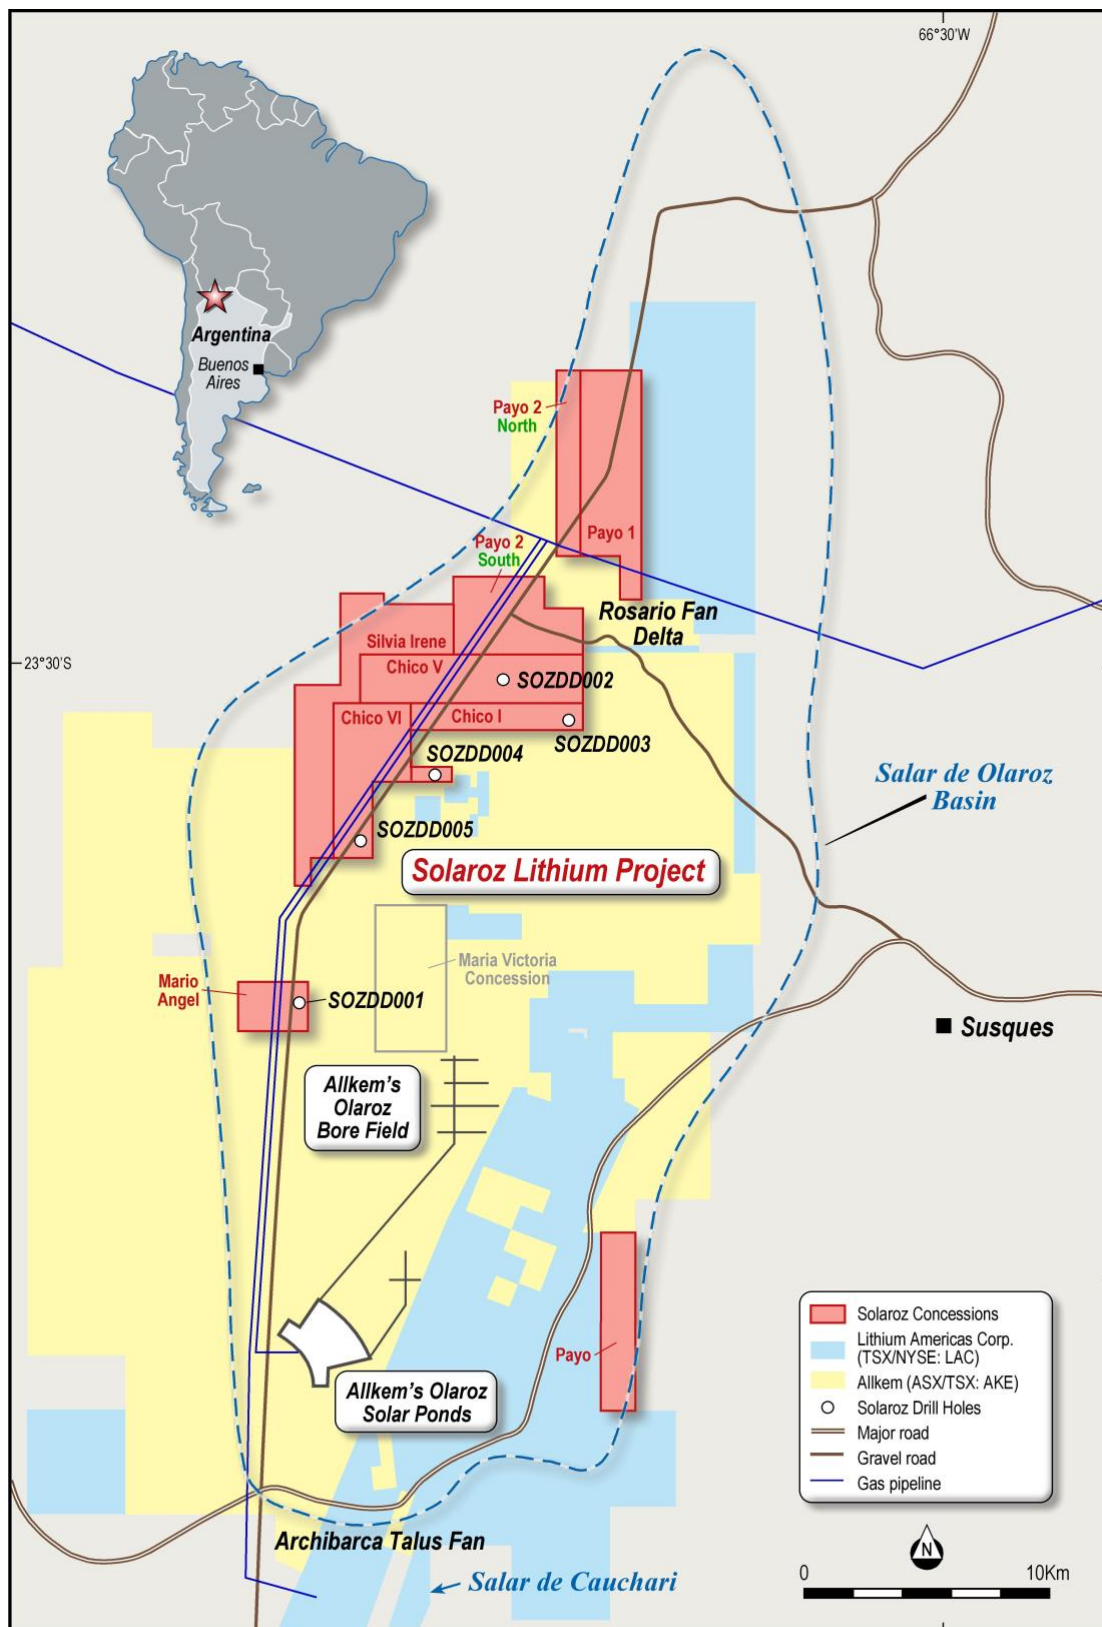 66°30'W
Argentina
Buenos
Aires
Payo 2
North
Payo 1
Payo 2
South
Rosario Fan
Delta
23°30'S
Silvia Irene
Chico V
SOZDD002
Chico VI
Chico I
SOZDD003
SOZDD004
Salar de Olaroz
Basin
SOZDD005
Solaroz Lithium Project
Maria Victoria
Concession
Mario
Angel
SOZDD001
Susques
Allkem's
Olaroz
Bore Field
Payo
Allkem's Olaroz
Solar Ponds
Solaroz Concessions
Lithium Americas Corp.
(TSX/NYSE: LAC)
Allkem (ASX/TSX: AKE)
Solaroz Drill Holes
Major road
Gravel road
Gas pipeline
Archibarca Talus Fan
Salar de Cauchari
N
0 10Km